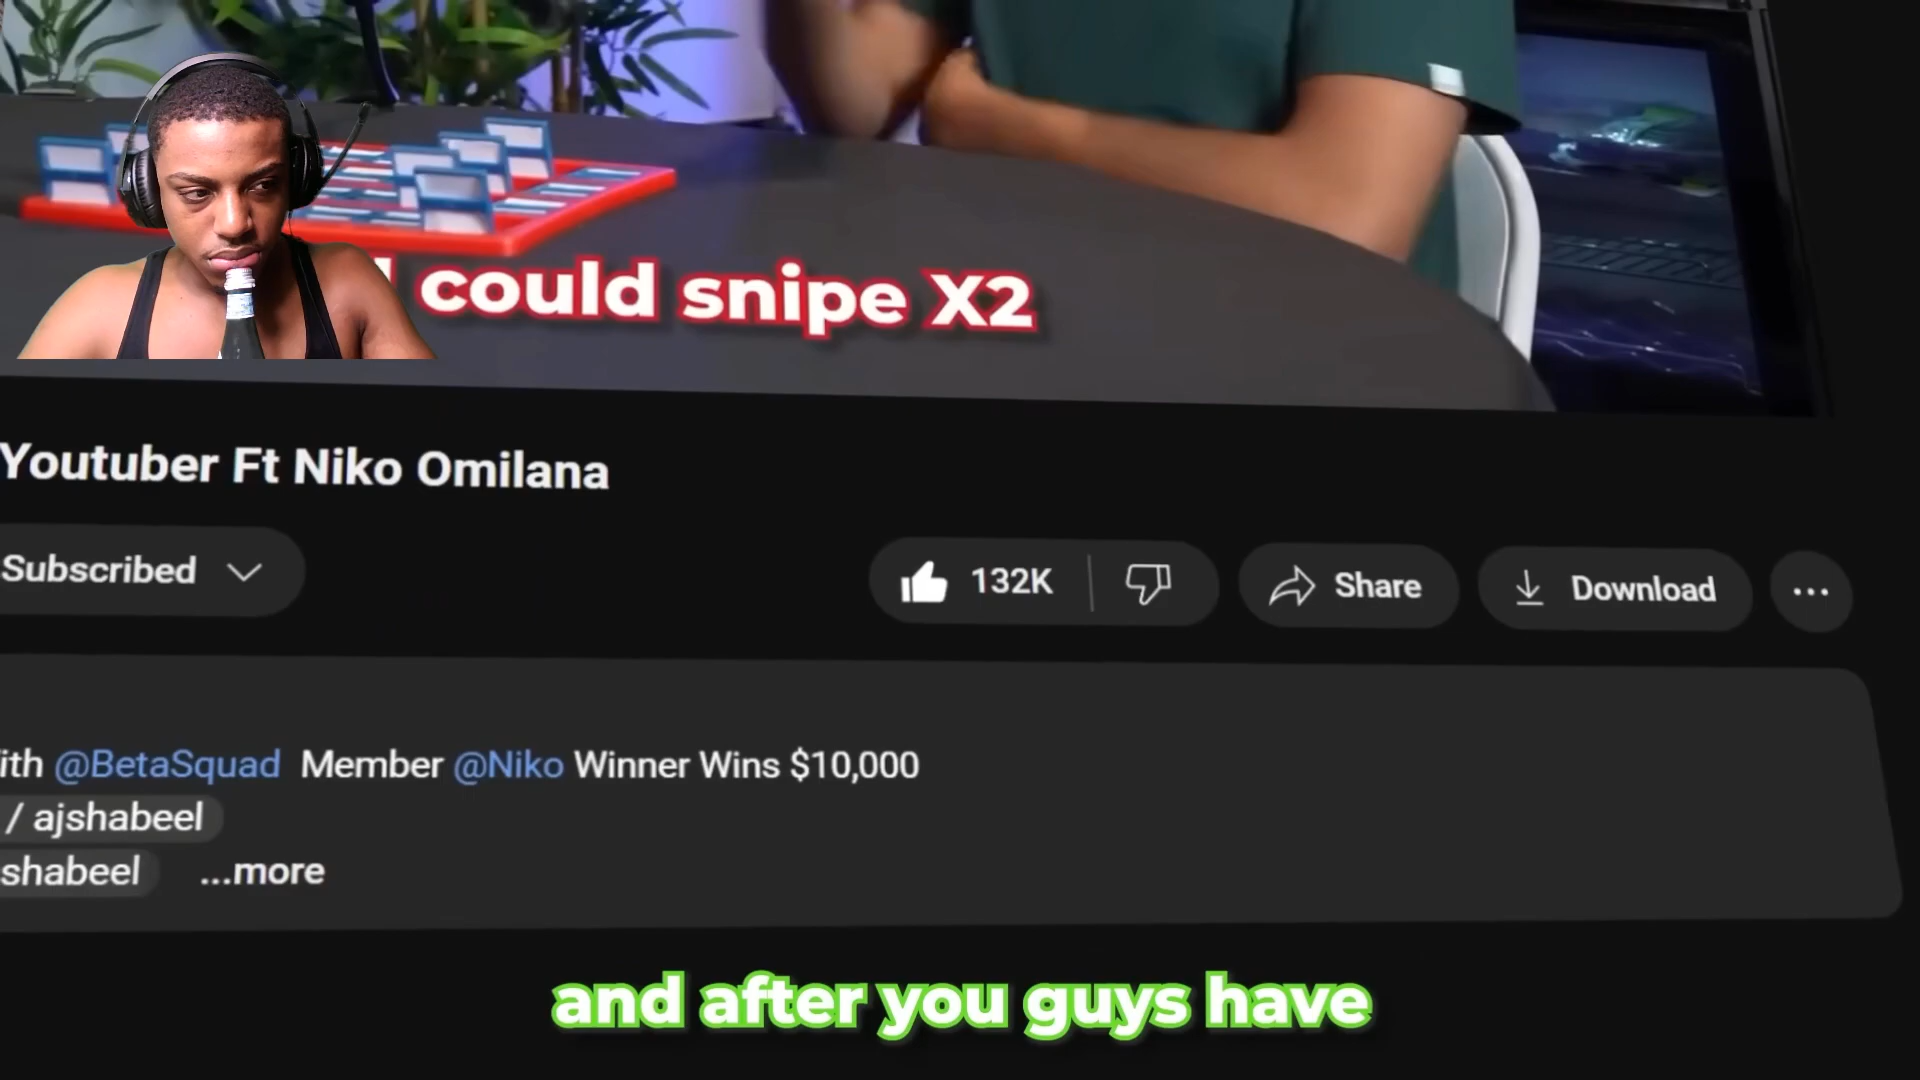 could snipe X2
Youtuber Ft Niko Omilana
Subscribed
132K
Share
Download
ith @BetaSquad Member @Niko Winner Wins $10,000
/ ajshabeel
shabeel ...more
and after you guys have